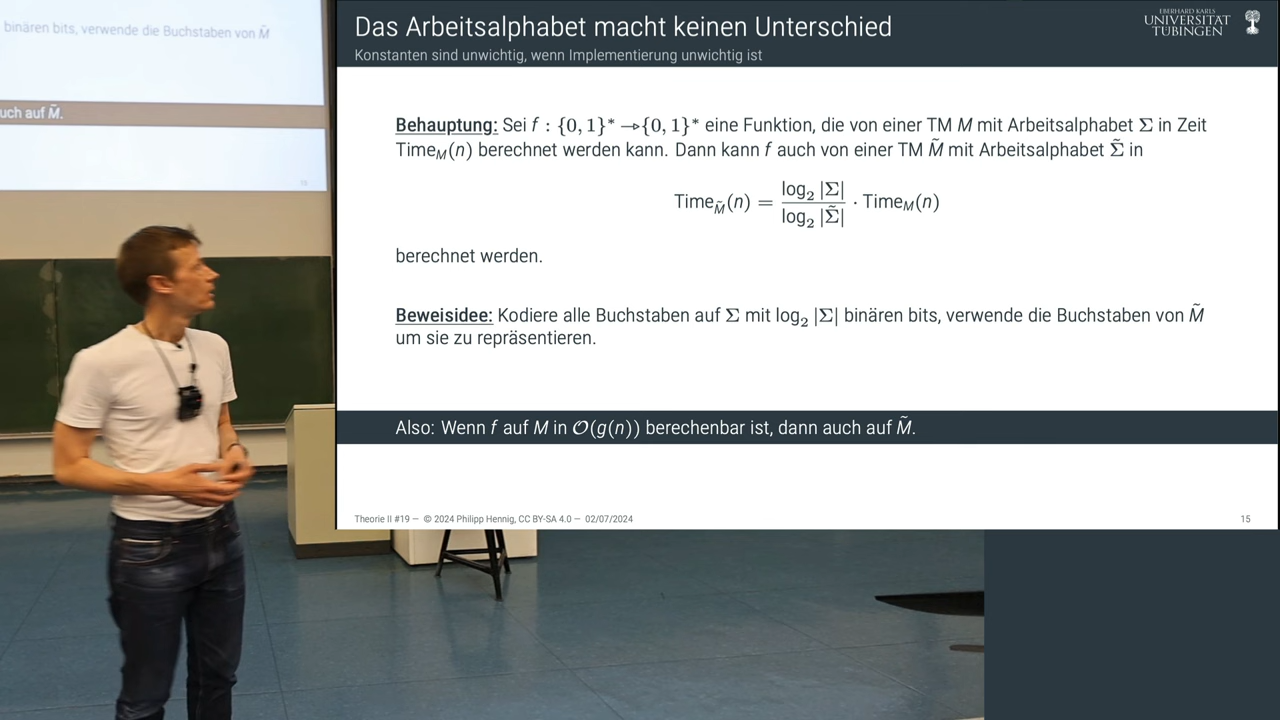 binären bits, verwende die Buchstaben von M̃
uch auf M̃.
15
Das Arbeitsalphabet macht keinen Unterschied
Konstanten sind unwichtig, wenn Implementierung unwichtig ist
EBERHARD KARLS
UNIVERSITÄT
TÜBINGEN
Behauptung: Sei f : {0, 1}* ⇀ {0, 1}* eine Funktion, die von einer TM M mit Arbeitsalphabet Σ in Zeit
Time_M(n) berechnet werden kann. Dann kann f auch von einer TM M̃ mit Arbeitsalphabet Σ̃ in
Time_M̃(n) = log₂ |Σ| / log₂ |Σ̃| · Time_M(n)
berechnet werden.
Beweisidee: Kodiere alle Buchstaben auf Σ mit log₂ |Σ| binären bits, verwende die Buchstaben von M̃
um sie zu repräsentieren.
Also: Wenn f auf M in O(g(n)) berechenbar ist, dann auch auf M̃.
Theorie II #19 — © 2024 Philipp Hennig, CC BY-SA 4.0 — 02/07/2024
15